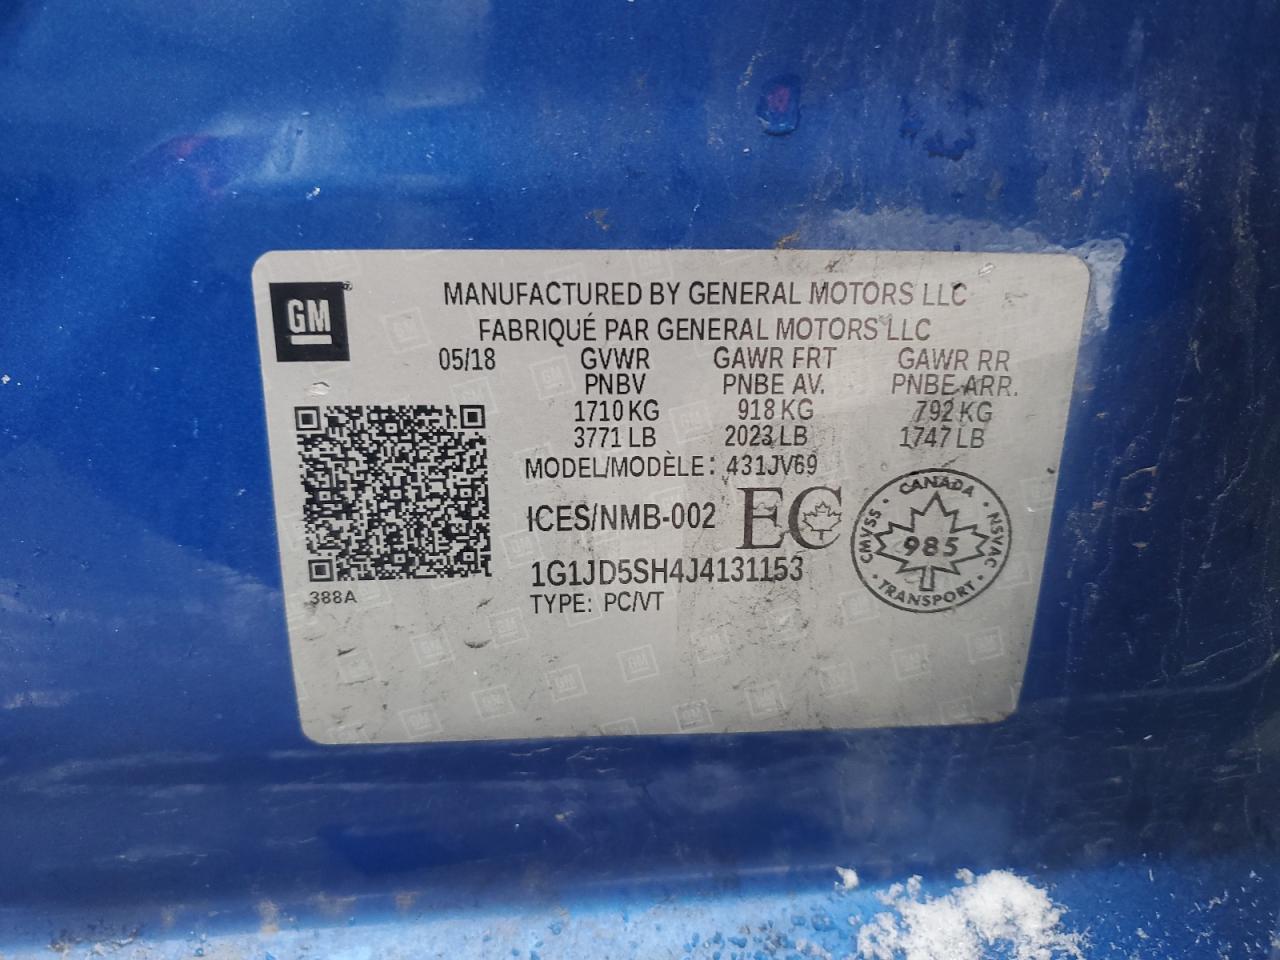 GM
MANUFACTURED BY GENERAL MOTORS LLC
FABRIQUÉ PAR GENERAL MOTORS LLC
05/18 GVWR GAWR FRT GAWR RR
PNBV PNBE AV. PNBE ARR.
1710 KG 918 KG 792 KG
3771 LB 2023 LB 1747 LB
MODEL/MODÈLE: 431JV69
ICES/NMB-002 EC
1G1JD5SH4J4131153
TYPE: PC/VT
388A
CANADA
CMVSS 985 NSVAC
TRANSPORT